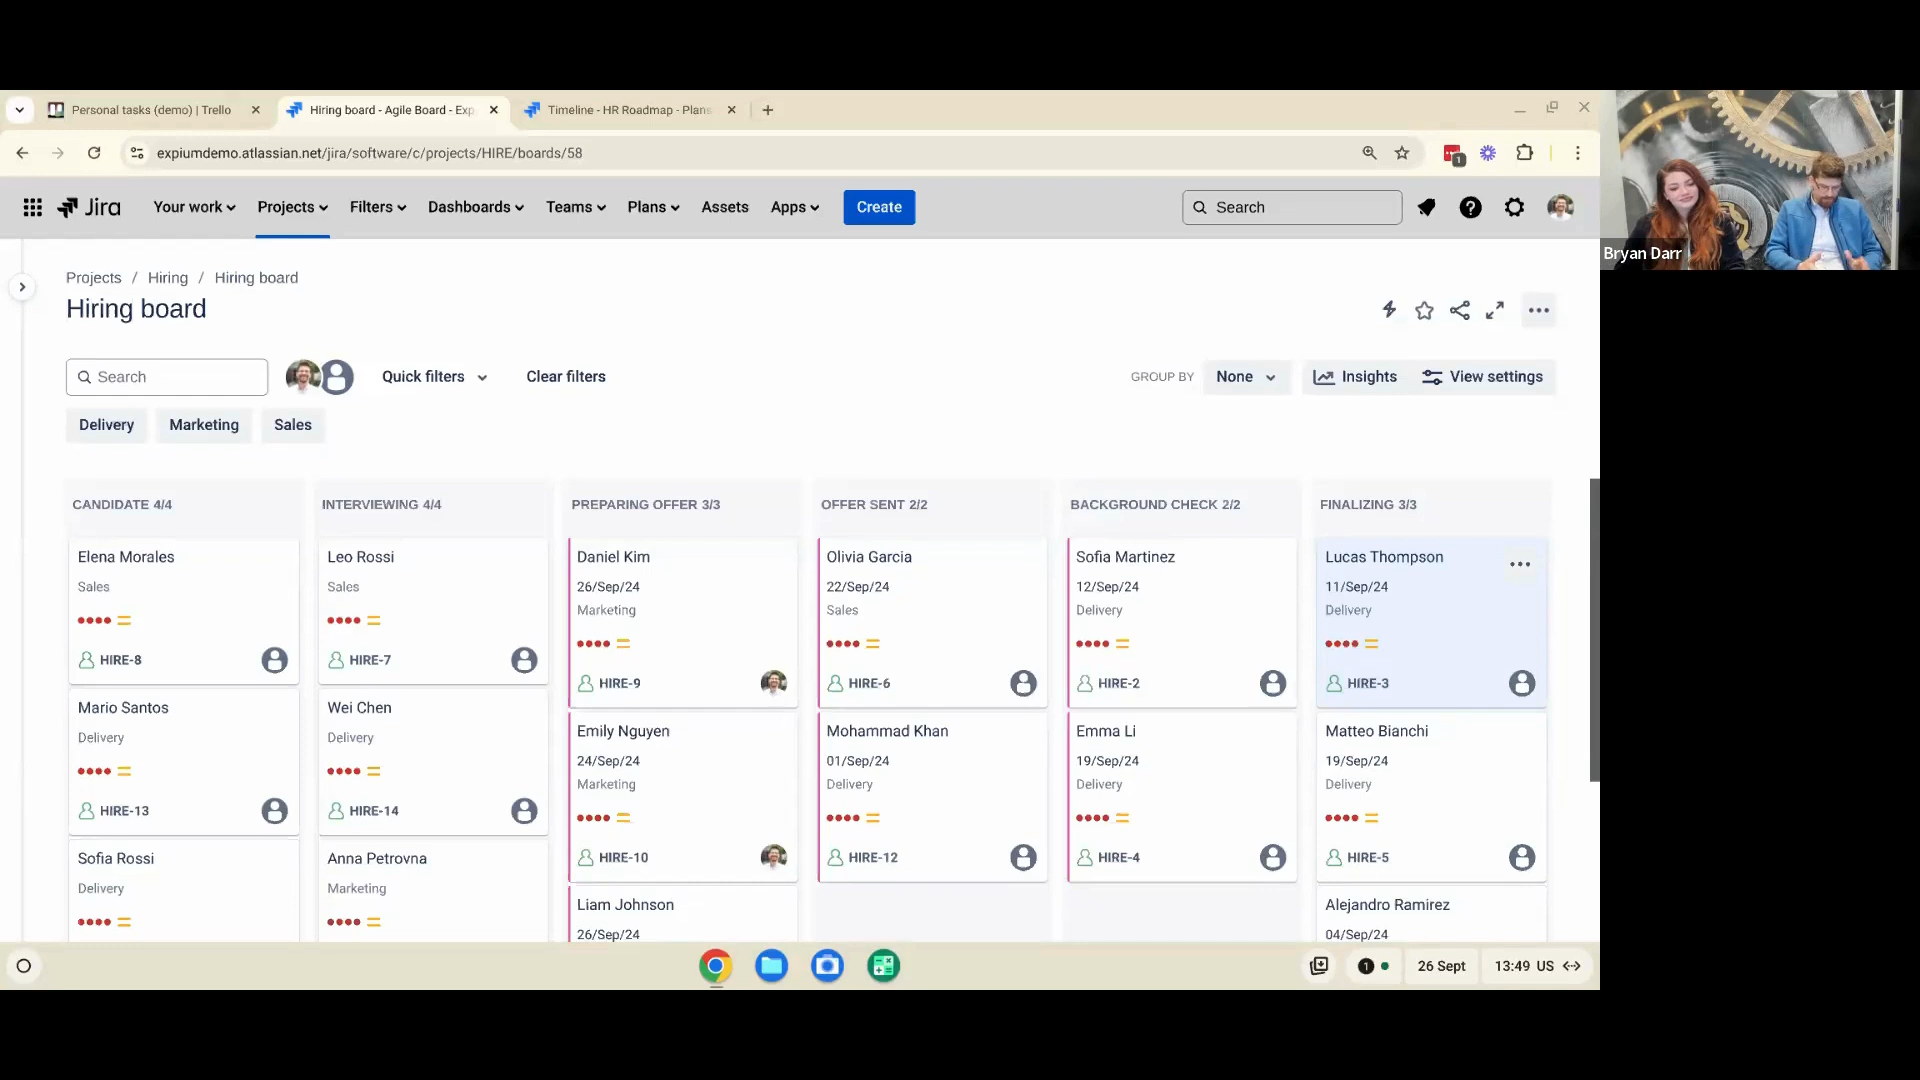 Personal tasks (demo) | Trello
Hiring board - Agile Board - Exp
Timeline - HR Roadmap - Plans
expiumdemo.atlassian.net/jira/software/c/projects/HIRE/boards/58
1
Jira
Your work
Projects
Filters
Dashboards
Teams
Plans
Assets
Apps
Create
Search
Bryan Darr
Projects / Hiring / Hiring board
Hiring board
Search
Quick filters
Clear filters
GROUP BY
None
Insights
View settings
Delivery
Marketing
Sales
CANDIDATE 4/4
Elena Morales
Sales
HIRE-8
Mario Santos
Delivery
HIRE-13
Sofia Rossi
Delivery
INTERVIEWING 4/4
Leo Rossi
Sales
HIRE-7
Wei Chen
Delivery
HIRE-14
Anna Petrovna
Marketing
PREPARING OFFER 3/3
Daniel Kim
26/Sep/24
Marketing
HIRE-9
Emily Nguyen
24/Sep/24
Marketing
HIRE-10
Liam Johnson
26/Sep/24
OFFER SENT 2/2
Olivia Garcia
22/Sep/24
Sales
HIRE-6
Mohammad Khan
01/Sep/24
Delivery
HIRE-12
BACKGROUND CHECK 2/2
Sofia Martinez
12/Sep/24
Delivery
HIRE-2
Emma Li
19/Sep/24
Delivery
HIRE-4
FINALIZING 3/3
Lucas Thompson
11/Sep/24
Delivery
HIRE-3
Matteo Bianchi
19/Sep/24
Delivery
HIRE-5
Alejandro Ramirez
04/Sep/24
1
26 Sept
13:49 US